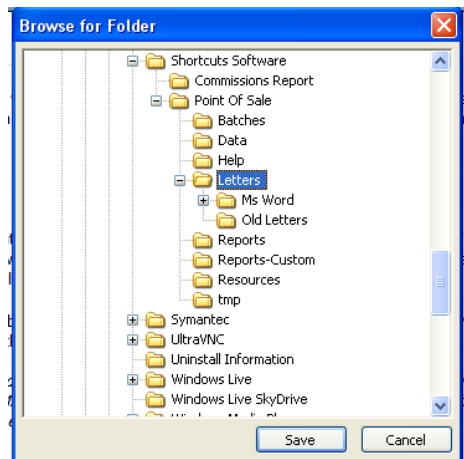 Browse for Folder
Shortcuts Software
Commissions Report
Point Of Sale
Batches
Data
Help
Letters
Ms Word
Old Letters
Reports
Reports-Custom
Resources
tmp
Symantec
UltraVNC
Uninstall Information
Windows Live
Windows Live SkyDrive
Save
Cancel